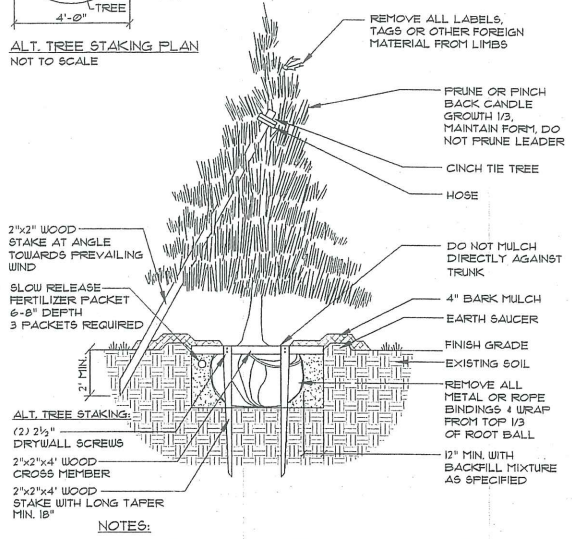 TREE
4'-0"
ALT. TREE STAKING PLAN
NOT TO SCALE
REMOVE ALL LABELS,
TAGS OR OTHER FOREIGN
MATERIAL FROM LIMBS
PRUNE OR PINCH
BACK CANDLE
GROWTH 1/3,
MAINTAIN FORM, DO
NOT PRUNE LEADER
CINCH TIE TREE
HOSE
2"x2" WOOD
STAKE AT ANGLE
TOWARDS PREVAILING
WIND
SLOW RELEASE
FERTILIZER PACKET
6-8" DEPTH
3 PACKETS REQUIRED
DO NOT MULCH
DIRECTLY AGAINST
TRUNK
4" BARK MULCH
EARTH SAUCER
FINISH GRADE
EXISTING SOIL
2' MIN.
REMOVE ALL
METAL OR ROPE
BINDINGS & WRAP
FROM TOP 1/3
OF ROOT BALL
ALT. TREE STAKING:
(2) 2½"
DRYWALL SCREWS
2"x2"x4' WOOD
CROSS MEMBER
2"x2"x4' WOOD
STAKE WITH LONG TAPER
MIN. 18"
12" MIN. WITH
BACKFILL MIXTURE
AS SPECIFIED
NOTES: